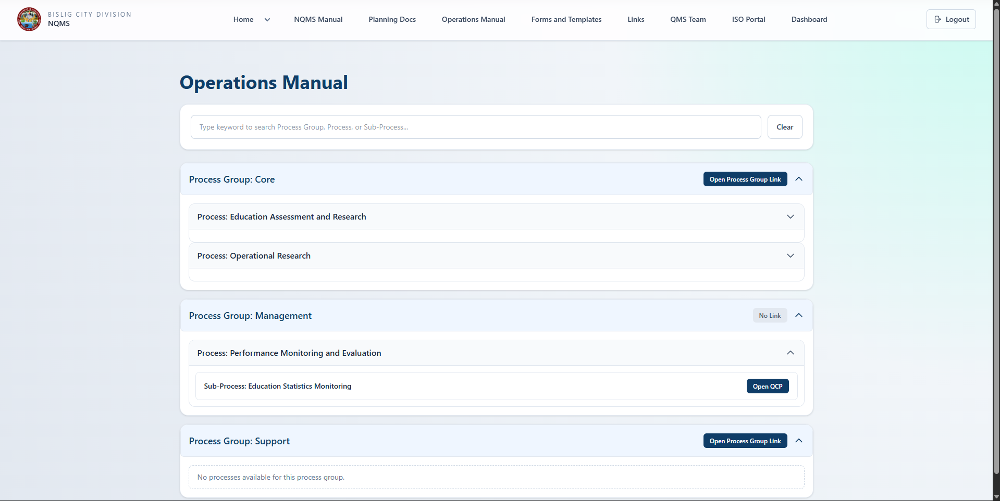 BISLIG CITY DIVISION
NQMS
Home
NQMS Manual
Planning Docs
Operations Manual
Forms and Templates
Links
QMS Team
ISO Portal
Dashboard
Logout
Operations Manual
Type keyword to search Process Group, Process, or Sub-Process...
Clear
Process Group: Core
Open Process Group Link
Process: Education Assessment and Research
Process: Operational Research
Process Group: Management
No Link
Process: Performance Monitoring and Evaluation
Sub-Process: Education Statistics Monitoring
Open QCP
Process Group: Support
Open Process Group Link
No processes available for this process group.